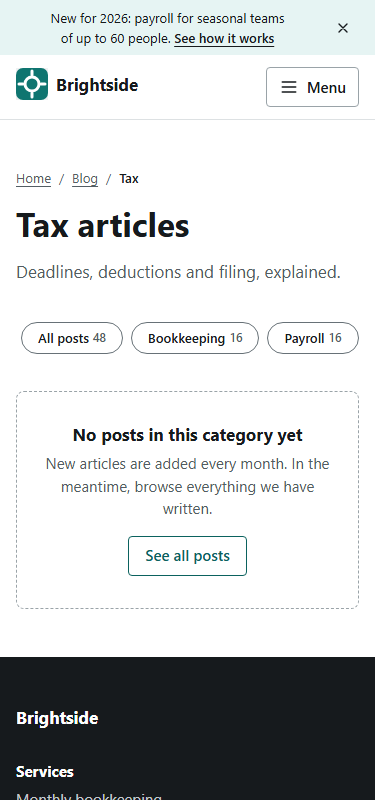 New for 2026: payroll for seasonal teams
of up to 60 people. See how it works
Brightside
Menu
Home / Blog / Tax
Tax articles
Deadlines, deductions and filing, explained.
All posts 48
Bookkeeping 16
Payroll 16
No posts in this category yet
New articles are added every month. In the
meantime, browse everything we have
written.
See all posts
Brightside
Services
Monthly bookkeeping